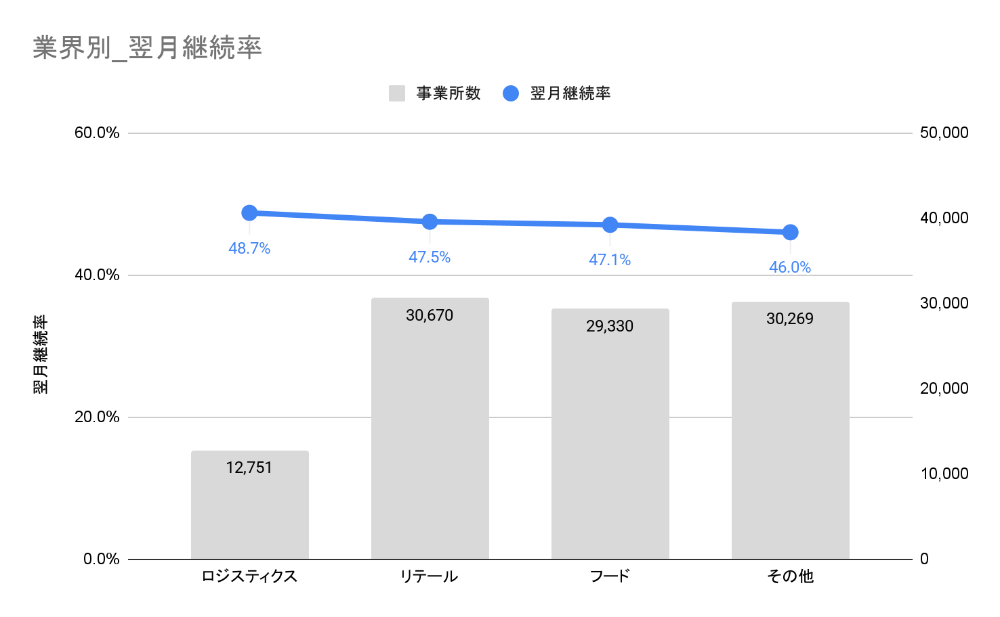 業界別_翌月継続率
事業所数 翌月継続率
60.0%
40.0%
20.0%
0.0%
翌月継続率
50,000
40,000
30,000
20,000
10,000
0
48.7%
47.5%
47.1%
46.0%
12,751
30,670
29,330
30,269
ロジスティクス
リテール
フード
その他